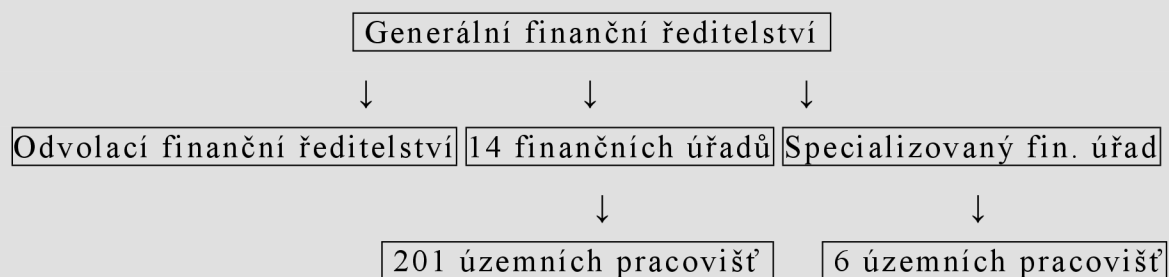 Generální finanční ředitelství
↓ ↓ ↓
Odvolací finanční ředitelství 14 finančních úřadů Specializovaný fin. úřad
↓ ↓
201 územních pracovišť 6 územních pracovišť